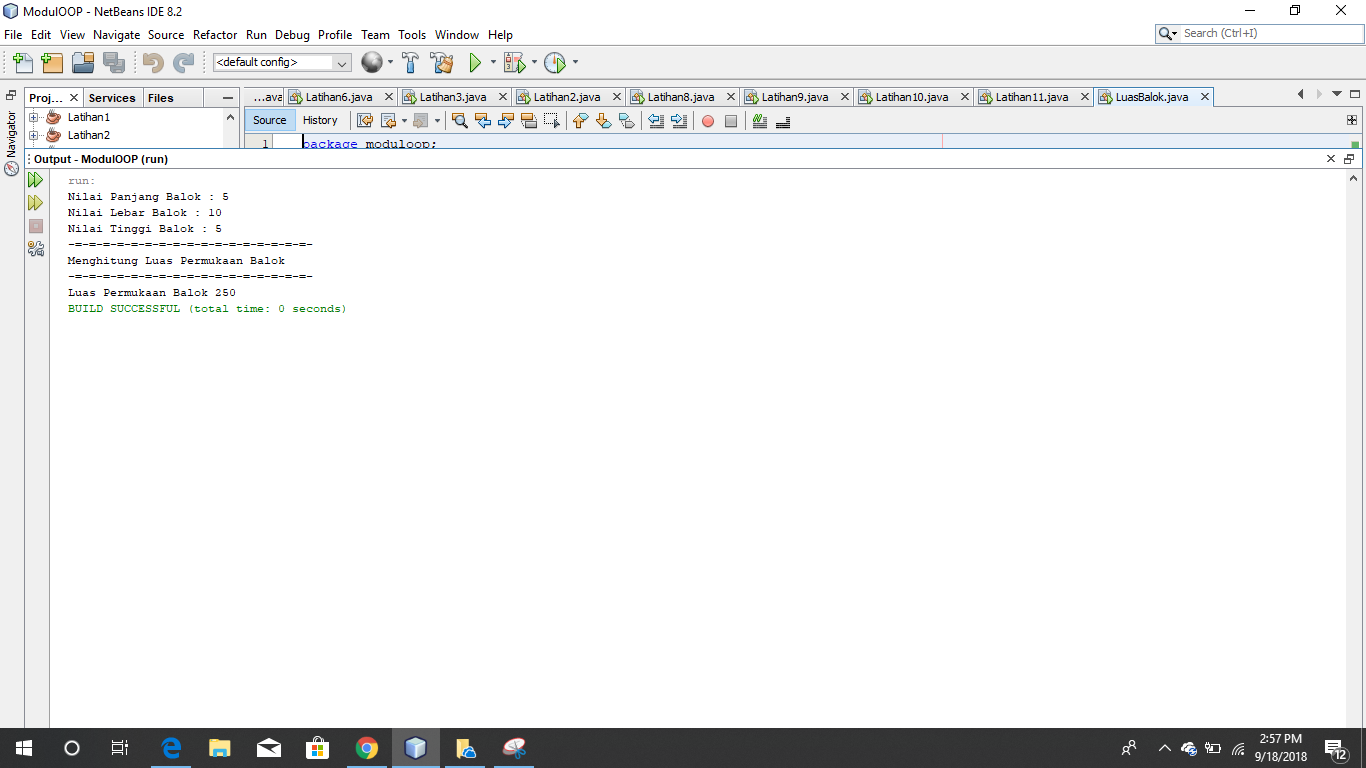 ModulOOP - NetBeans IDE 8.2
File Edit View Navigate Source Refactor Run Debug Profile Team Tools Window Help
Search (Ctrl+I)
<default config>
Proj... Services Files
...ava Latihan6.java Latihan3.java Latihan2.java Latihan8.java Latihan9.java Latihan10.java Latihan11.java LuasBalok.java
Navigator
Latihan1
Latihan2
Source History
1 package moduloop;
Output - ModulOOP (run)
run:
Nilai Panjang Balok : 5
Nilai Lebar Balok : 10
Nilai Tinggi Balok : 5
-=-=-=-=-=-=-=-=-=-=-=-=-=-=-=-=-=-
Menghitung Luas Permukaan Balok
-=-=-=-=-=-=-=-=-=-=-=-=-=-=-=-=-=-
Luas Permukaan Balok 250
BUILD SUCCESSFUL (total time: 0 seconds)
2:57 PM
9/18/2018
12